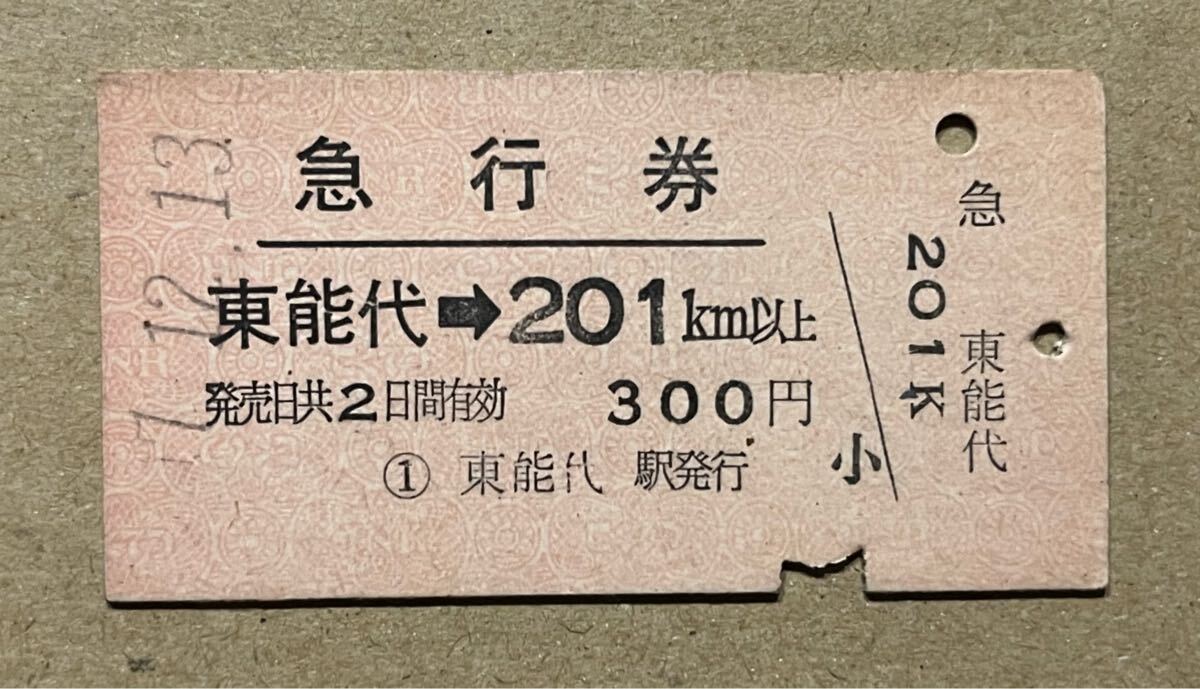 急行券
東能代➡201km以上
発売日共2日間有効 300円
① 東能代 駅発行
小
急 東能代
201K
12.13